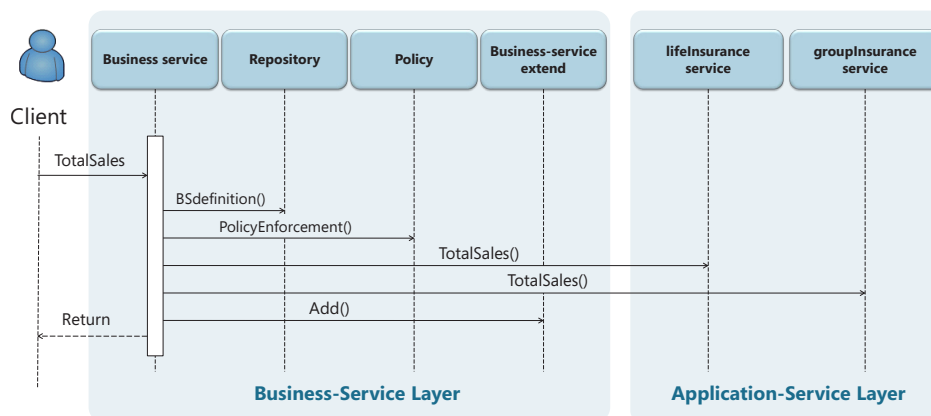 Business service
Repository
Policy
Business-service
extend
lifeInsurance
service
groupInsurance
service
Client
TotalSales
BSdefinition()
PolicyEnforcement()
TotalSales()
TotalSales()
Add()
Return
Business-Service Layer
Application-Service Layer